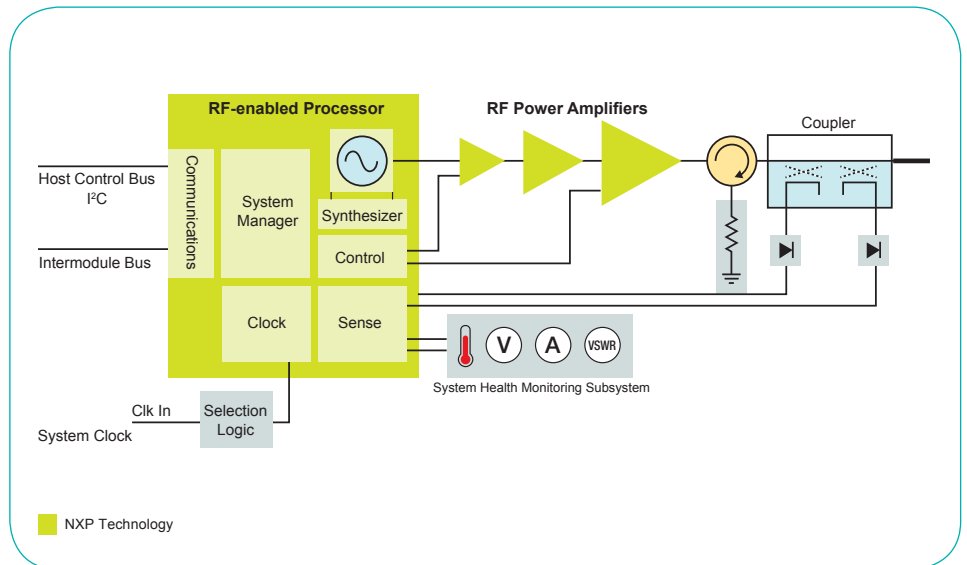 RF-enabled Processor
RF Power Amplifiers
Coupler
Host Control Bus
I²C
Intermodule Bus
Communications
System
Manager
Synthesizer
Control
Clock
Sense
V
A
VSWR
System Health Monitoring Subsystem
Clk In
System Clock
Selection
Logic
NXP Technology